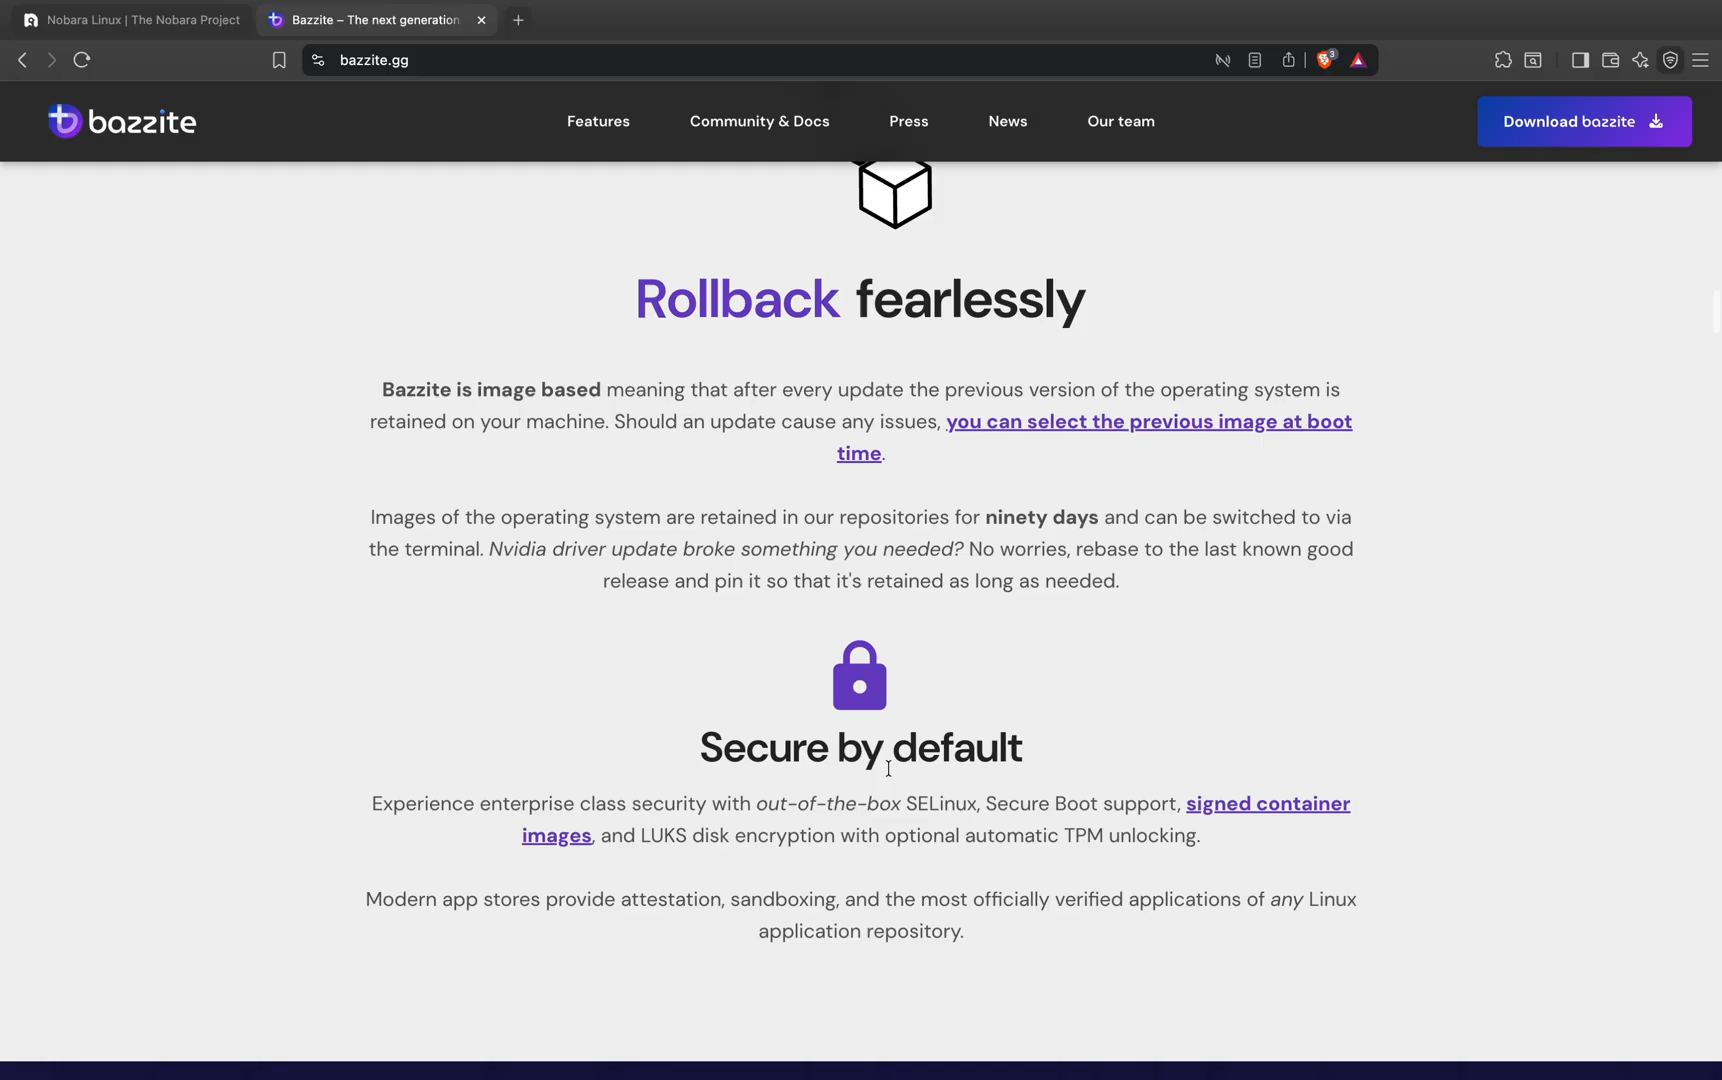 Nobara Linux | The Nobara Project
Bazzite – The next generation
bazzite.gg
3
bazzite
Features
Community & Docs
Press
News
Our team
Download bazzite
Rollback fearlessly
Bazzite is image based meaning that after every update the previous version of the operating system is
retained on your machine. Should an update cause any issues, you can select the previous image at boot
time.
Images of the operating system are retained in our repositories for ninety days and can be switched to via
the terminal. Nvidia driver update broke something you needed? No worries, rebase to the last known good
release and pin it so that it's retained as long as needed.
Secure by default
Experience enterprise class security with out-of-the-box SELinux, Secure Boot support, signed container
images, and LUKS disk encryption with optional automatic TPM unlocking.
Modern app stores provide attestation, sandboxing, and the most officially verified applications of any Linux
application repository.